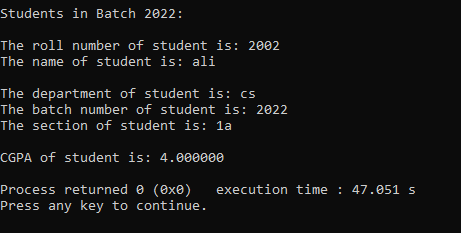 Students in Batch 2022:
The roll number of student is: 2002
The name of student is: ali
The department of student is: cs
The batch number of student is: 2022
The section of student is: 1a
CGPA of student is: 4.000000
Process returned 0 (0x0)   execution time : 47.051 s
Press any key to continue.